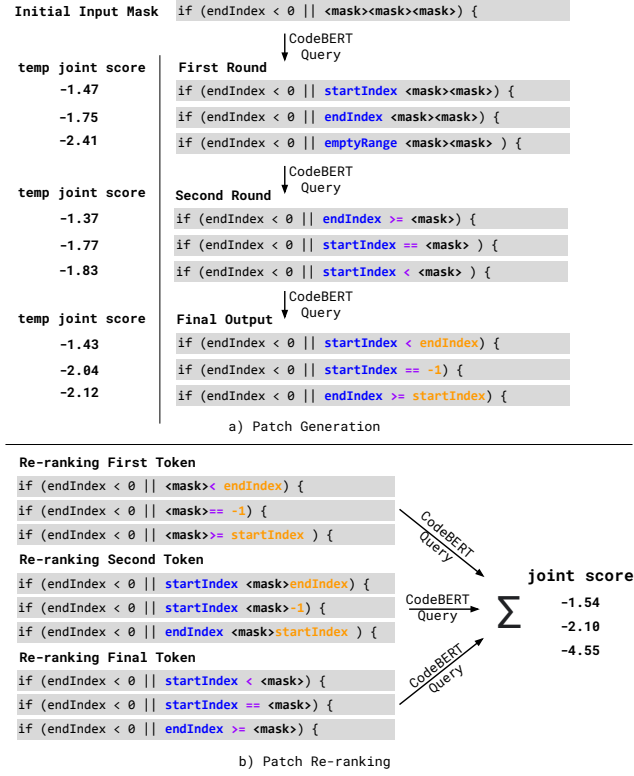 Initial Input Mask if (endIndex < 0 || <mask><mask><mask>) {
CodeBERT
Query
temp joint score First Round
-1.47 if (endIndex < 0 || startIndex <mask><mask>) {
-1.75 if (endIndex < 0 || endIndex <mask><mask>) {
-2.41 if (endIndex < 0 || emptyRange <mask><mask> ) {
CodeBERT
Query
temp joint score Second Round
-1.37 if (endIndex < 0 || endIndex >= <mask>) {
-1.77 if (endIndex < 0 || startIndex == <mask> ) {
-1.83 if (endIndex < 0 || startIndex < <mask> ) {
CodeBERT
Query
temp joint score Final Output
-1.43 if (endIndex < 0 || startIndex < endIndex) {
-2.04 if (endIndex < 0 || startIndex == -1) {
-2.12 if (endIndex < 0 || endIndex >= startIndex) {
a) Patch Generation
Re-ranking First Token
if (endIndex < 0 || <mask>< endIndex) {
if (endIndex < 0 || <mask>== -1) {
if (endIndex < 0 || <mask>>= startIndex ) {
Re-ranking Second Token
if (endIndex < 0 || startIndex <mask>endIndex) {
if (endIndex < 0 || startIndex <mask>-1) {
if (endIndex < 0 || endIndex <mask>startIndex ) {
Re-ranking Final Token
if (endIndex < 0 || startIndex < <mask>) {
if (endIndex < 0 || startIndex == <mask>) {
if (endIndex < 0 || endIndex >= <mask>) {
CodeBERT
Query
CodeBERT
Query
CodeBERT
Query
Σ
joint score
-1.54
-2.10
-4.55
b) Patch Re-ranking